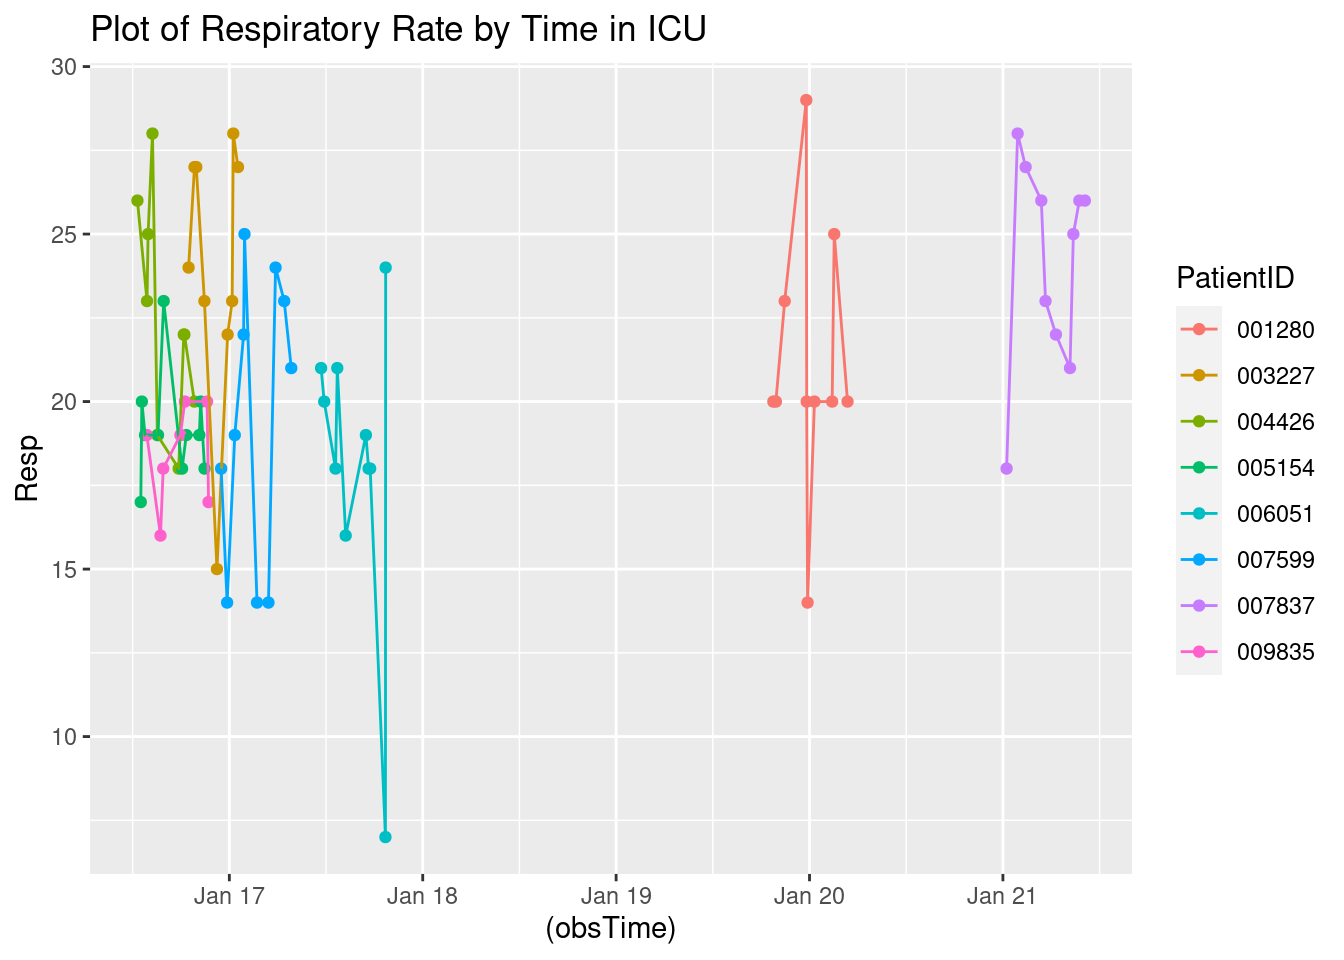 Plot of Respiratory Rate by Time in ICU
30
25
20
15
10
Resp
Jan 17
Jan 18
Jan 19
Jan 20
Jan 21
(obsTime)
PatientID
001280
003227
004426
005154
006051
007599
007837
009835